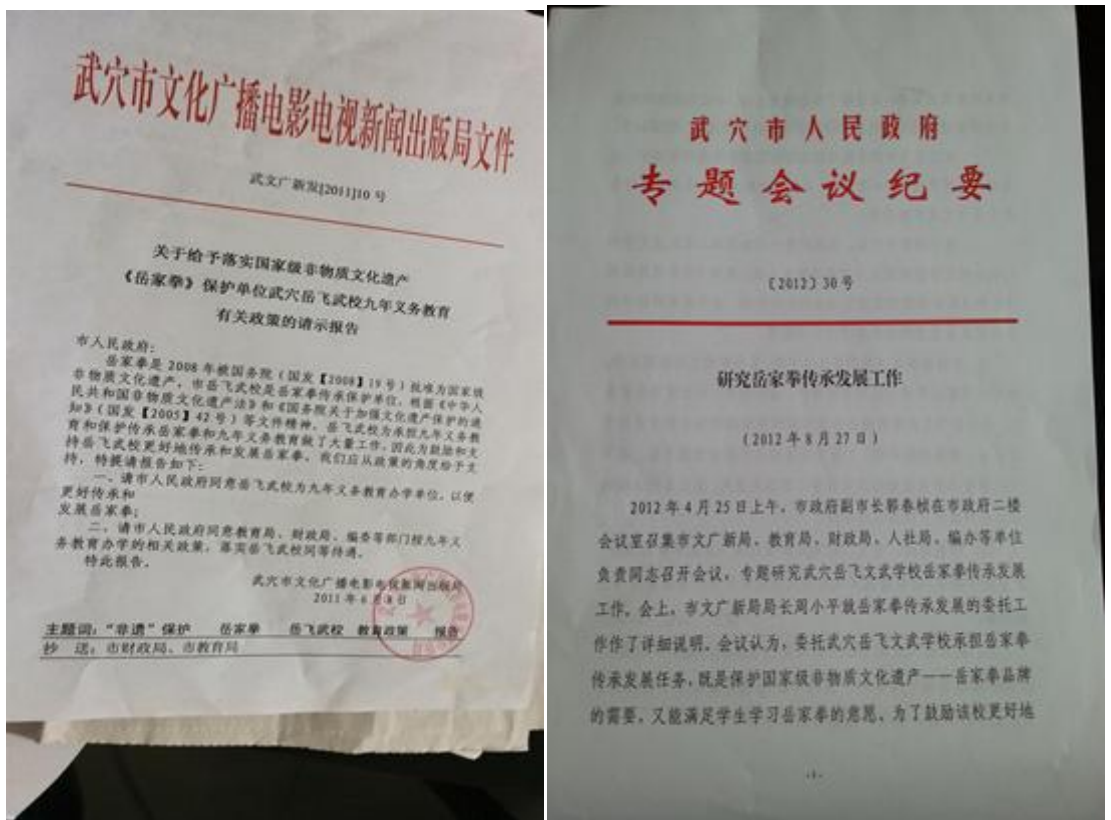 武穴市文化广播电影电视新闻出版局文件
武文广新发[2011]10号
关于给予落实国家级非物质文化遗产
《岳家拳》保护单位武穴岳飞武校九年义务教育
有关政策的请示报告
市人民政府：
岳家拳是2008年被国务院（国发【2008】19号）批准为国家级
非物质文化遗产，市岳飞武校是岳家拳传承保护单位，根据《中华人
民共和国非物质文化遗产法》和《国务院关于加强文化遗产保护的通
知》（国发【2005】42号）等文件精神，岳飞武校为承担九年义务教
育和保护传承岳家拳和九年义务教育做了大量工作，因此为鼓励和支
持岳飞武校更好地传承和发展岳家拳，我们应从政策的角度给予支
持，特提请报告如下：
一、请市人民政府同意岳飞武校为九年义务教育办学单位，以便
更好传承和
发展岳家拳；
二、请市人民政府同意教育局、财政局、编委等部门按九年义
务教育办学的相关政策，落实岳飞武校同等待遇。
特此报告。
武穴市文化广播电影电视新闻出版局
2011年6月8日
主题词：“非遗”保护 岳家拳 岳飞武校 教育政策 报告
抄 送：市财政局、市教育局
武穴市人民政府
专题会议纪要
〔2012〕30号
研究岳家拳传承发展工作
（2012年8月27日）
2012年4月25日上午，市政府副市长郭春桢在市政府二楼
会议室召集市文广新局、教育局、财政局、人社局、编办等单位
负责同志召开会议，专题研究武穴岳飞文武学校岳家拳传承发展
工作。会上，市文广新局局长周小平就岳家拳传承发展的委托工
作作了详细说明。会议认为，委托武穴岳飞文武学校承担岳家拳
传承发展任务，既是保护国家级非物质文化遗产——岳家拳品牌
的需要，又能满足学生学习岳家拳的意愿。为了鼓励该校更好地
-1-